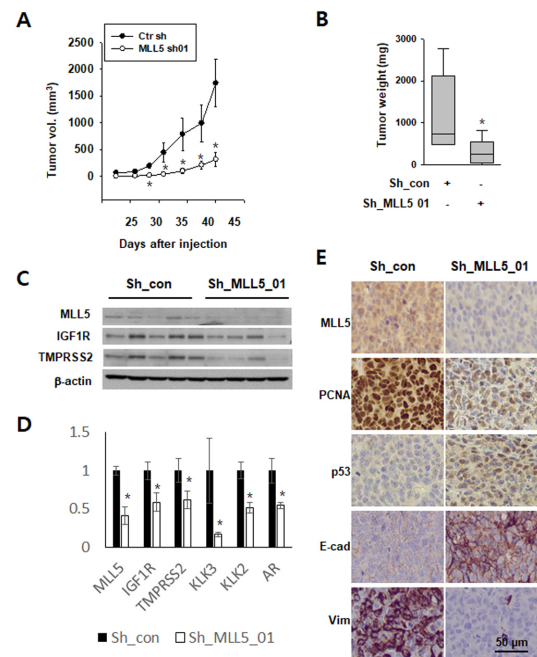 A
Ctr sh
MLL5 sh01
Tumor vol. (mm³)
2500
2000
1500
1000
500
0
* * * * *
25 30 35 40 45
Days after injection
B
Tumor weight (mg)
3000
1000
0
*
Sh_con + -
Sh_MLL5 01 - +
C
Sh_con Sh_MLL5_01
MLL5
IGF1R
TMPRSS2
β-actin
D
1.5
1
0.5
0
* * * * * *
MLL5 IGF1R TMPRSS2 KLK3 KLK2 AR
Sh_con Sh_MLL5_01
E
Sh_con Sh_MLL5_01
MLL5
PCNA
p53
E-cad
Vim
50 µm